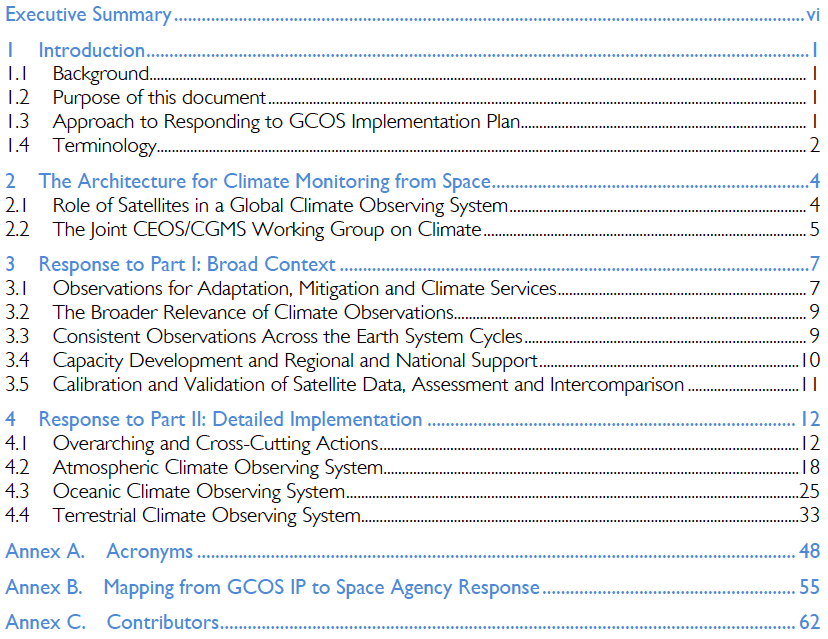 Executive Summary vi
1 Introduction 1
1.1 Background 1
1.2 Purpose of this document 1
1.3 Approach to Responding to GCOS Implementation Plan 1
1.4 Terminology 2
2 The Architecture for Climate Monitoring from Space 4
2.1 Role of Satellites in a Global Climate Observing System 4
2.2 The Joint CEOS/CGMS Working Group on Climate 5
3 Response to Part I: Broad Context 7
3.1 Observations for Adaptation, Mitigation and Climate Services 7
3.2 The Broader Relevance of Climate Observations 9
3.3 Consistent Observations Across the Earth System Cycles 9
3.4 Capacity Development and Regional and National Support 10
3.5 Calibration and Validation of Satellite Data, Assessment and Intercomparison 11
4 Response to Part II: Detailed Implementation 12
4.1 Overarching and Cross-Cutting Actions 12
4.2 Atmospheric Climate Observing System 18
4.3 Oceanic Climate Observing System 25
4.4 Terrestrial Climate Observing System 33
Annex A. Acronyms 48
Annex B. Mapping from GCOS IP to Space Agency Response 55
Annex C. Contributors 62